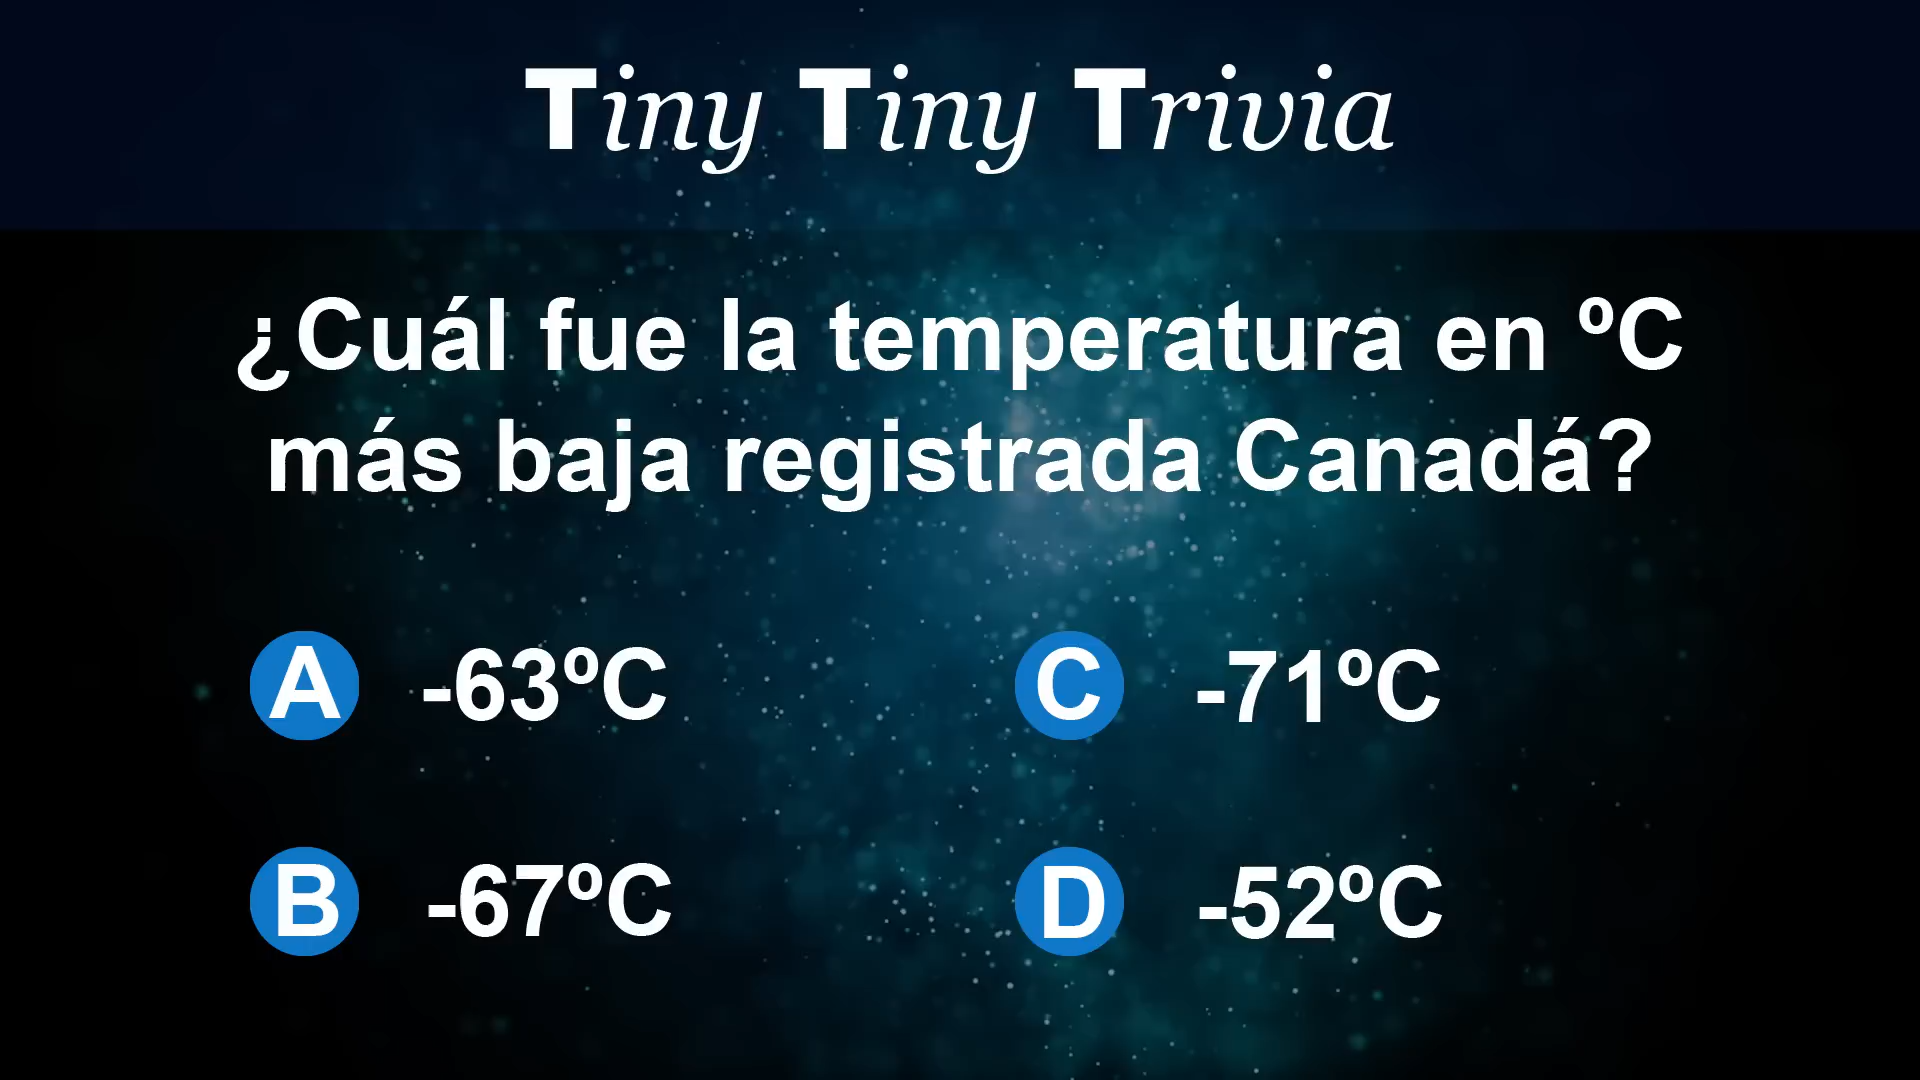 Tiny Tiny Trivia
¿Cuál fue la temperatura en ºC
más baja registrada Canadá?
A -63ºC
C -71ºC
B -67ºC
D -52ºC